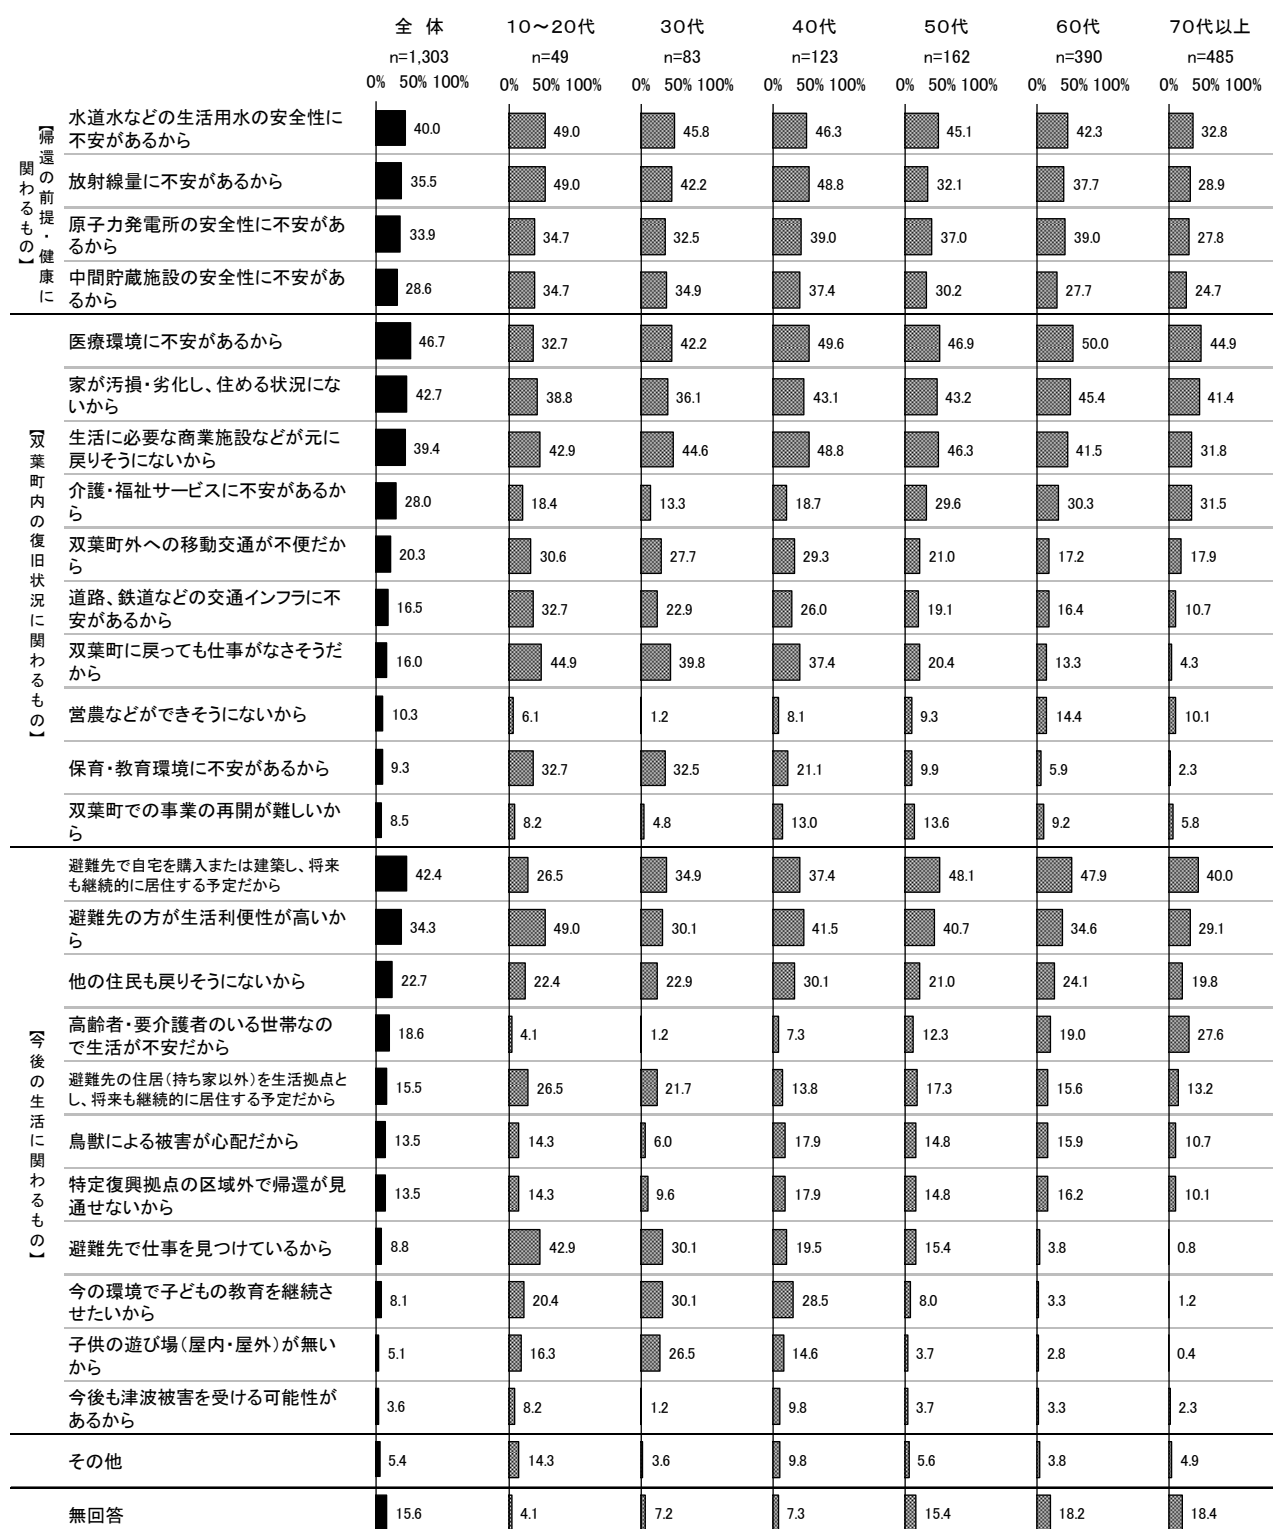 全 体 10～20代 30代 40代 50代 60代 70代以上
n=1,303 n=49 n=83 n=123 n=162 n=390 n=485
0% 50% 100% 0% 50% 100% 0% 50% 100% 0% 50% 100% 0% 50% 100% 0% 50% 100% 0% 50% 100%
【帰還の前提・健康に
関わるもの】
水道水などの生活用水の安全性に
不安があるから
40.0 49.0 45.8 46.3 45.1 42.3 32.8
放射線量に不安があるから
35.5 49.0 42.2 48.8 32.1 37.7 28.9
原子力発電所の安全性に不安があ
るから
33.9 34.7 32.5 39.0 37.0 39.0 27.8
中間貯蔵施設の安全性に不安があ
るから
28.6 34.7 34.9 37.4 30.2 27.7 24.7
【双葉町内の復旧状況に関わるもの】
医療環境に不安があるから
46.7 32.7 42.2 49.6 46.9 50.0 44.9
家が汚損・劣化し、住める状況にな
いから
42.7 38.8 36.1 43.1 43.2 45.4 41.4
生活に必要な商業施設などが元に
戻りそうにないから
39.4 42.9 44.6 48.8 46.3 41.5 31.8
介護・福祉サービスに不安があるか
ら
28.0 18.4 13.3 18.7 29.6 30.3 31.5
双葉町外への移動交通が不便だか
ら
20.3 30.6 27.7 29.3 21.0 17.2 17.9
道路、鉄道などの交通インフラに不
安があるから
16.5 32.7 22.9 26.0 19.1 16.4 10.7
双葉町に戻っても仕事がなさそうだ
から
16.0 44.9 39.8 37.4 20.4 13.3 4.3
営農などができそうにないから
10.3 6.1 1.2 8.1 9.3 14.4 10.1
保育・教育環境に不安があるから
9.3 32.7 32.5 21.1 9.9 5.9 2.3
双葉町での事業の再開が難しいか
ら
8.5 8.2 4.8 13.0 13.6 9.2 5.8
【今後の生活に関わるもの】
避難先で自宅を購入または建築し、将来
も継続的に居住する予定だから
42.4 26.5 34.9 37.4 48.1 47.9 40.0
避難先の方が生活利便性が高いか
ら
34.3 49.0 30.1 41.5 40.7 34.6 29.1
他の住民も戻りそうにないから
22.7 22.4 22.9 30.1 21.0 24.1 19.8
高齢者・要介護者のいる世帯なの
で生活が不安だから
18.6 4.1 1.2 7.3 12.3 19.0 27.6
避難先の住居（持ち家以外）を生活拠点と
し、将来も継続的に居住する予定だから
15.5 26.5 21.7 13.8 17.3 15.6 13.2
鳥獣による被害が心配だから
13.5 14.3 6.0 17.9 14.8 15.9 10.7
特定復興拠点の区域外で帰還が見
通せないから
13.5 14.3 9.6 17.9 14.8 16.2 10.1
避難先で仕事を見つけているから
8.8 42.9 30.1 19.5 15.4 3.8 0.8
今の環境で子どもの教育を継続さ
せたいから
8.1 20.4 30.1 28.5 8.0 3.3 1.2
子供の遊び場（屋内・屋外）が無い
から
5.1 16.3 26.5 14.6 3.7 2.8 0.4
今後も津波被害を受ける可能性が
あるから
3.6 8.2 1.2 9.8 3.7 3.3 2.3
その他
5.4 14.3 3.6 9.8 5.6 3.8 4.9
無回答
15.6 4.1 7.2 7.3 15.4 18.2 18.4